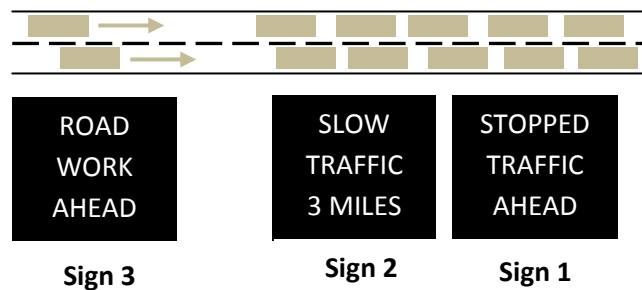 ROAD
WORK
AHEAD
SLOW
TRAFFIC
3 MILES
STOPPED
TRAFFIC
AHEAD
Sign 3
Sign 2
Sign 1